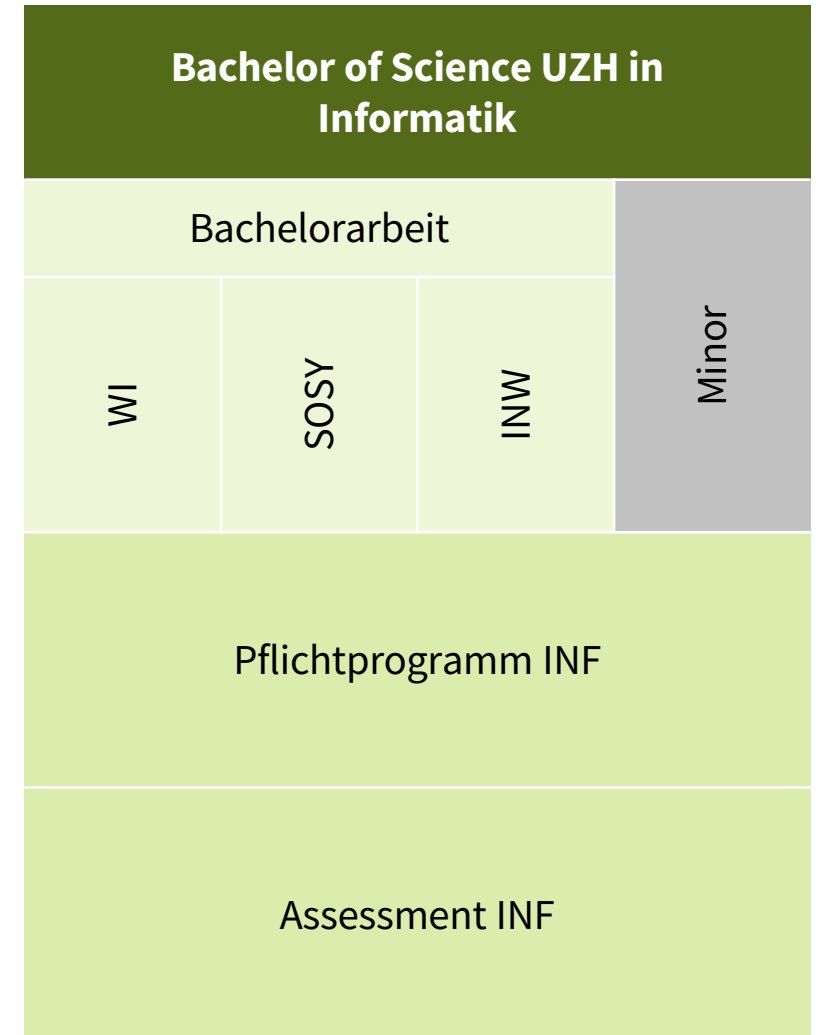 Bachelor of Science UZH in
Informatik
Bachelorarbeit
WI
SOSY
INW
Minor
Pflichtprogramm INF
Assessment INF